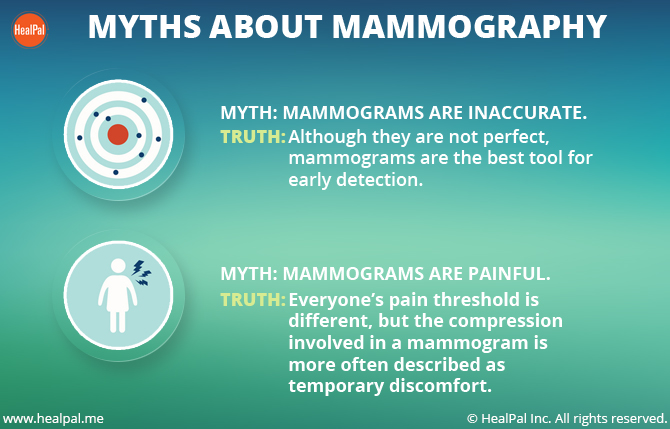 HealPal
MYTHS ABOUT MAMMOGRAPHY
MYTH: MAMMOGRAMS ARE INACCURATE.
TRUTH: Although they are not perfect,
mammograms are the best tool for
early detection.
MYTH: MAMMOGRAMS ARE PAINFUL.
TRUTH: Everyone's pain threshold is
different, but the compression
involved in a mammogram is
more often described as
temporary discomfort.
www.healpal.me
© HealPal Inc. All rights reserved.